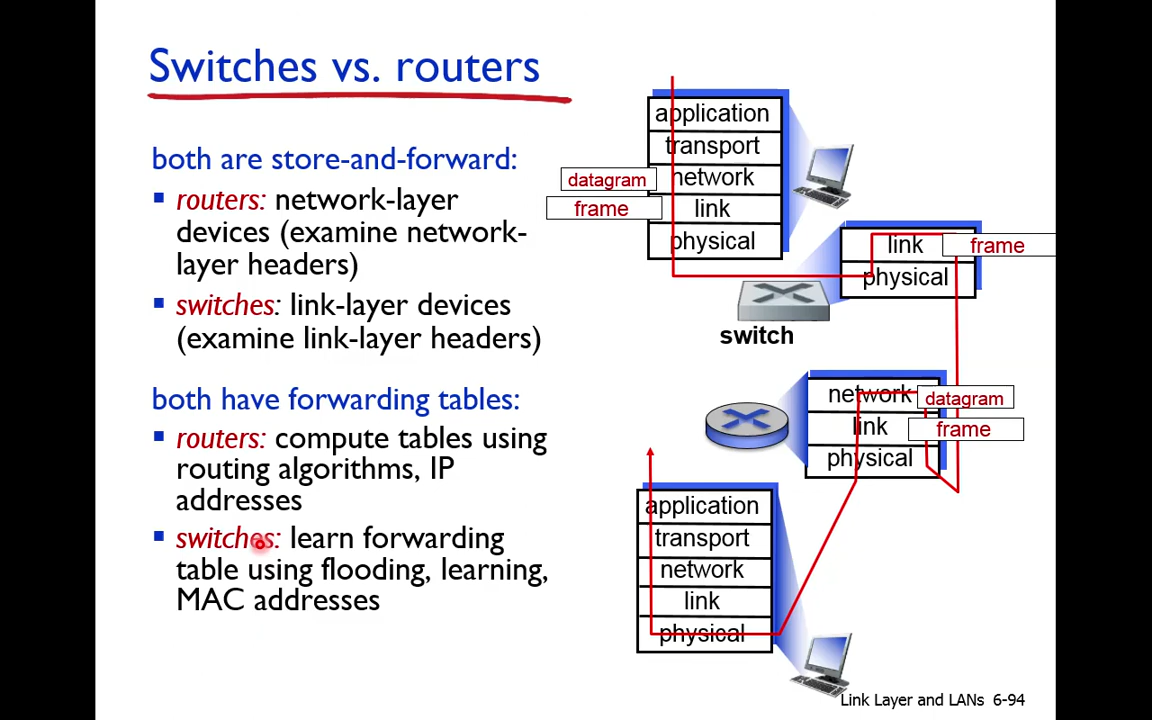 Switches vs. routers
both are store-and-forward:
routers: network-layer
devices (examine network-
layer headers)
switches: link-layer devices
(examine link-layer headers)
both have forwarding tables:
routers: compute tables using
routing algorithms, IP
addresses
switches: learn forwarding
table using flooding, learning,
MAC addresses
application
transport
datagram
network
frame
link
physical
link
frame
physical
switch
network
datagram
link
frame
physical
application
transport
network
link
physical
Link Layer and LANs 6-94